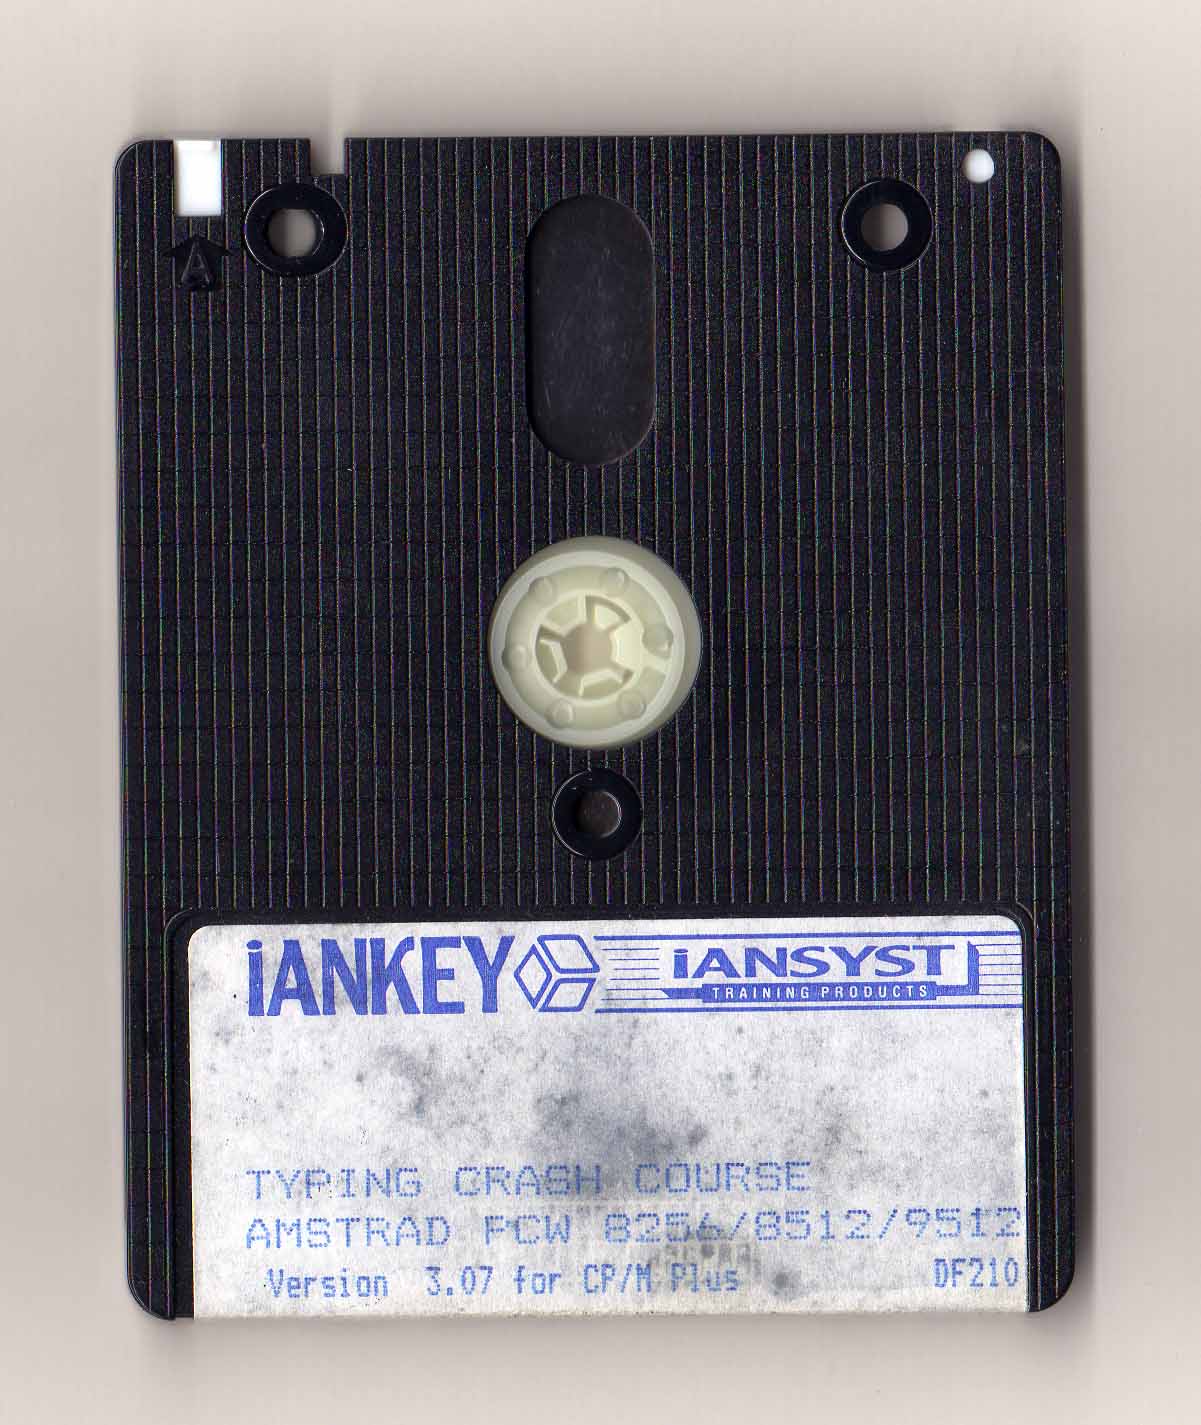 A
iANKEY
iANSYST
TRAINING PRODUCTS
TYPING CRASH COURSE
AMSTRAD PCW 8256/8512/9512
Version 3.07 for CP/M Plus
DF210